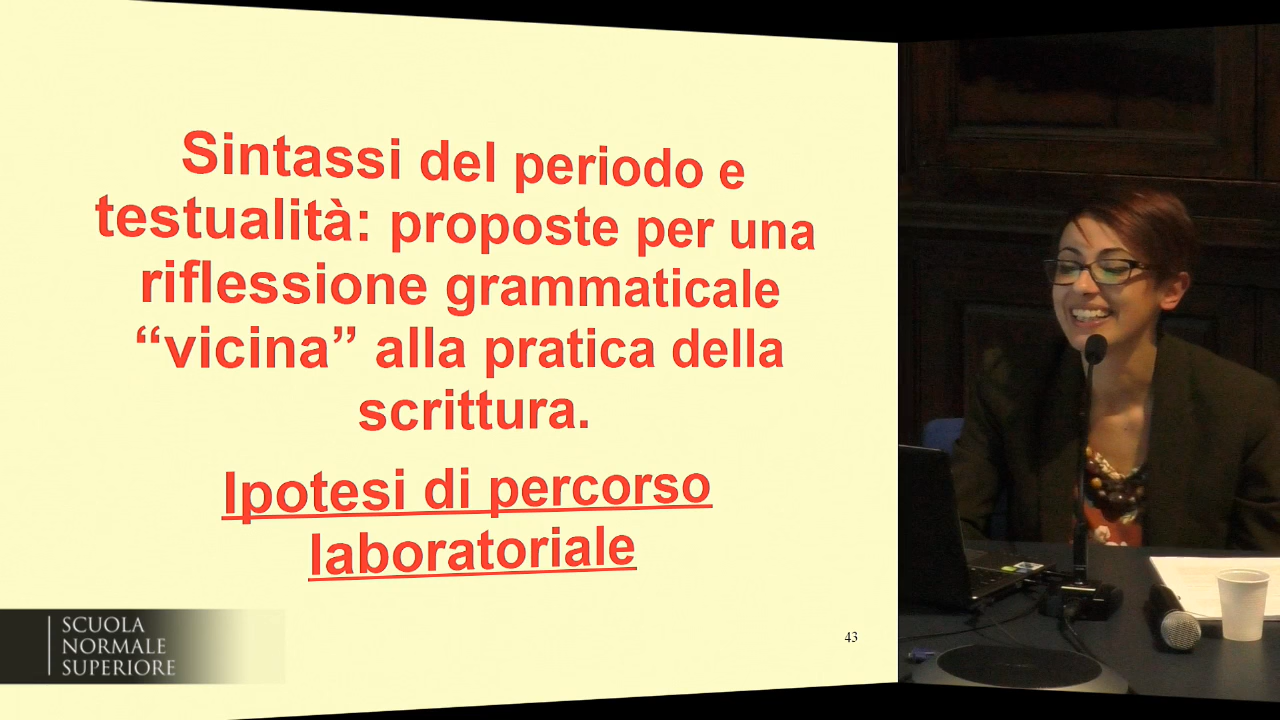 Sintassi del periodo e
testualità: proposte per una
riflessione grammaticale
“vicina” alla pratica della
scrittura.
Ipotesi di percorso
laboratoriale
43
SCUOLA
NORMALE
SUPERIORE